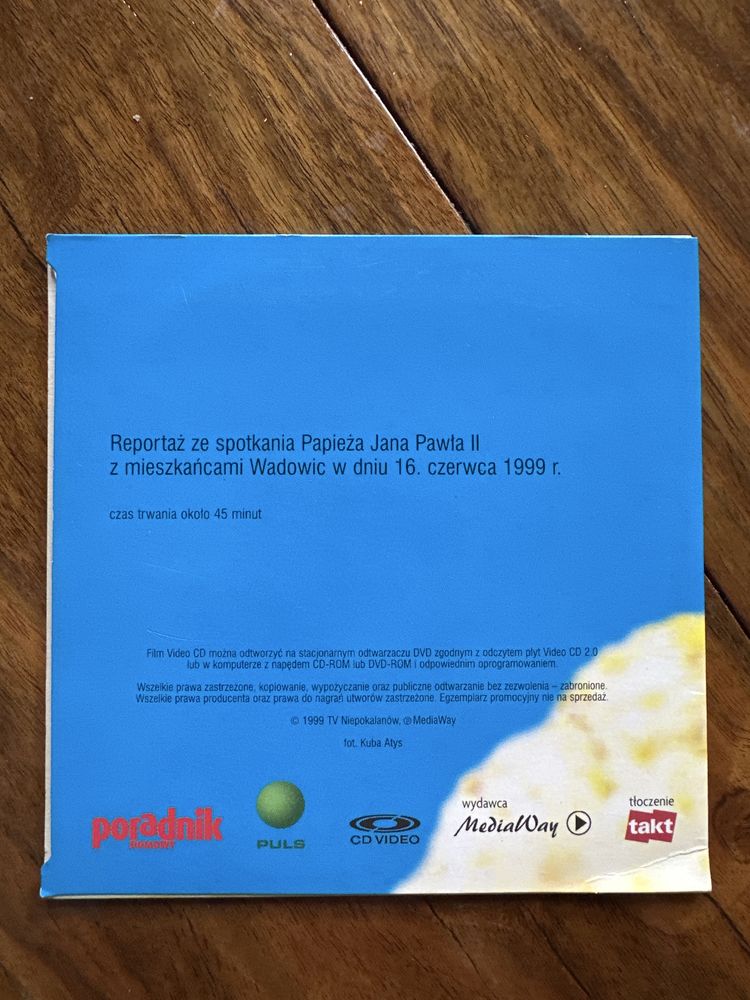 Reportaż ze spotkania Papieża Jana Pawła II
z mieszkańcami Wadowic w dniu 16. czerwca 1999 r.
czas trwania około 45 minut
Film Video CD można odtworzyć na stacjonarnym odtwarzaczu DVD zgodnym z odczytem płyt Video CD 2.0
lub w komputerze z napędem CD-ROM lub DVD-ROM i odpowiednim oprogramowaniem.
Wszelkie prawa zastrzeżone, kopiowanie, wypożyczanie oraz publiczne odtwarzanie bez zezwolenia – zabronione.
Wszelkie prawa producenta oraz prawa do nagrań utworów zastrzeżone. Egzemplarz promocyjny nie na sprzedaż.
© 1999 TV Niepokalanów, ℗ MediaWay
fot. Kuba Atys
poradnik
DOMOWY
PULS
CD VIDEO
wydawca
MediaWay
tłoczenie
takt